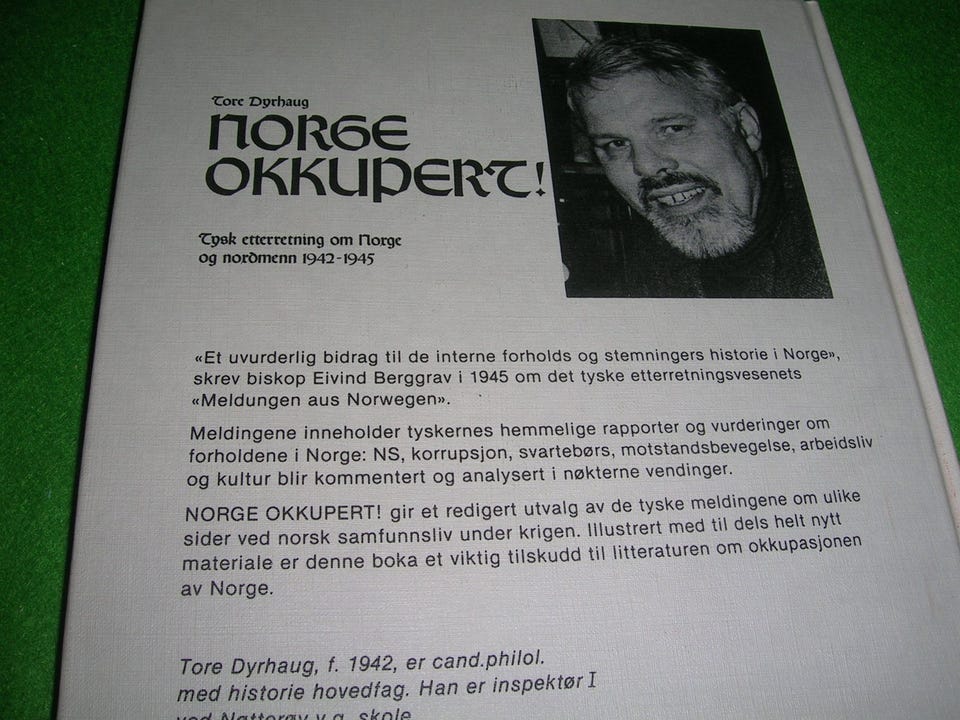 Tore Dyrhaug
NORGE
OKKUPERT!
Tysk etterretning om Norge
og nordmenn 1942-1945
«Et uvurderlig bidrag til de interne forholds og stemningers historie i Norge»,
skrev biskop Eivind Berggrav i 1945 om det tyske etterretningsvesenets
«Meldungen aus Norwegen».
Meldingene inneholder tyskernes hemmelige rapporter og vurderinger om
forholdene i Norge: NS, korrupsjon, svartebørs, motstandsbevegelse, arbeidsliv
og kultur blir kommentert og analysert i nøkterne vendinger.
NORGE OKKUPERT! gir et redigert utvalg av de tyske meldingene om ulike
sider ved norsk samfunnsliv under krigen. Illustrert med til dels helt nytt
materiale er denne boka et viktig tilskudd til litteraturen om okkupasjonen
av Norge.
Tore Dyrhaug, f. 1942, er cand.philol.
med historie hovedfag. Han er inspektør I
ved Nøtterøy v.g. skole